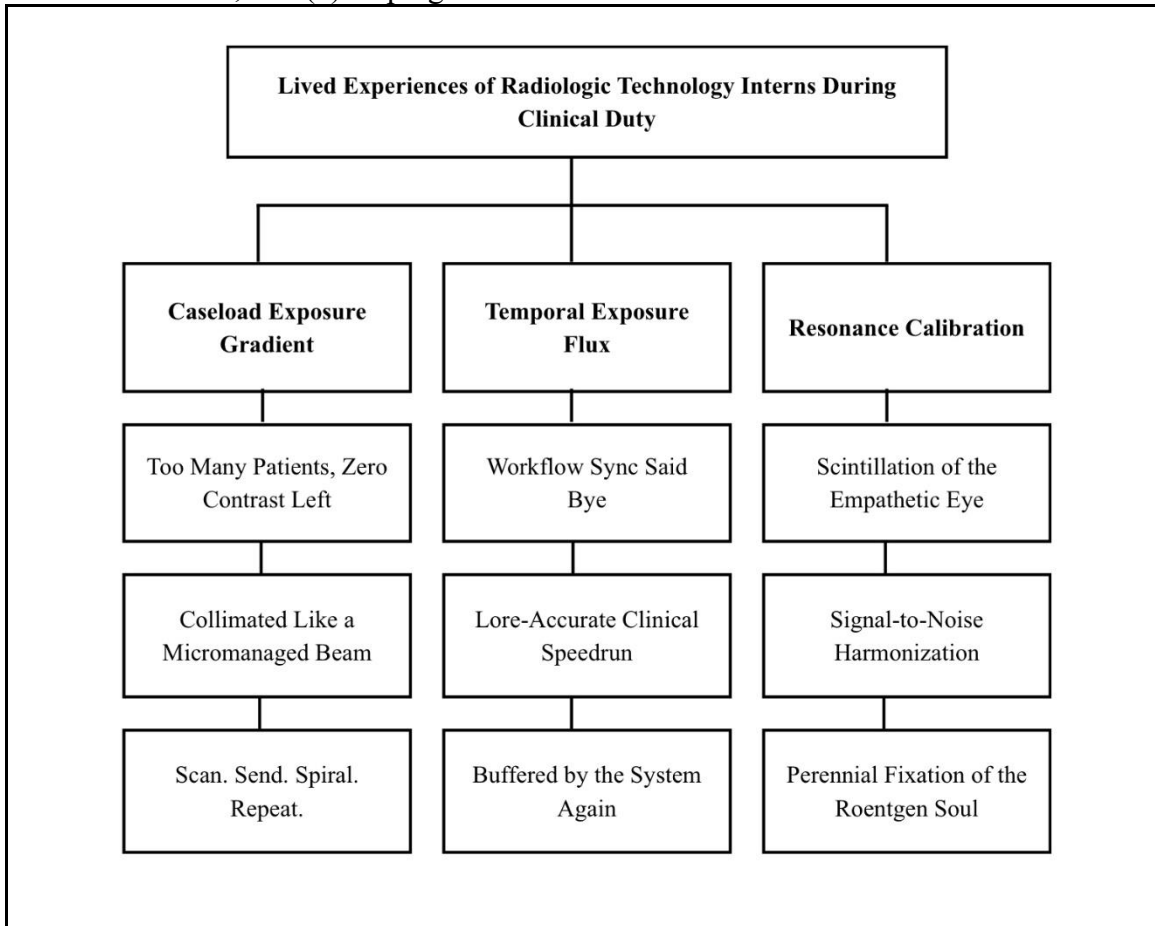 Lived Experiences of Radiologic Technology Interns During
Clinical Duty
Caseload Exposure
Gradient
Too Many Patients, Zero
Contrast Left
Collimated Like a
Micromanaged Beam
Scan. Send. Spiral.
Repeat.
Temporal Exposure
Flux
Workflow Sync Said
Bye
Lore-Accurate Clinical
Speedrun
Buffered by the System
Again
Resonance Calibration
Scintillation of the
Empathetic Eye
Signal-to-Noise
Harmonization
Perennial Fixation of the
Roentgen Soul